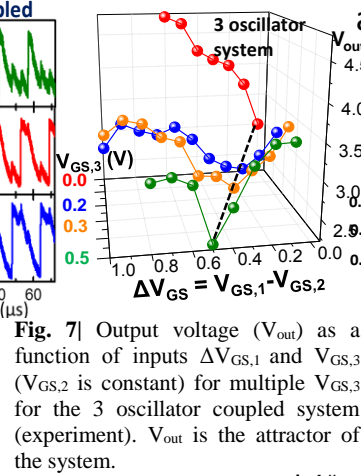 pled
3 oscillator
system
V_out
4.5
4.0
3.5
3.0
2.5
0.0
V_GS,3 (V)
0.0
0.2
0.3
0.5
1.0 0.8 0.6 0.4 0.2 0.0
ΔV_GS = V_GS,1-V_GS,2
60
(μs)
Fig. 7| Output voltage (V_out) as a
function of inputs ΔV_GS,1 and V_GS,3
(V_GS,2 is constant) for multiple V_GS,3
for the 3 oscillator coupled system
(experiment). V_out is the attractor of
the system.